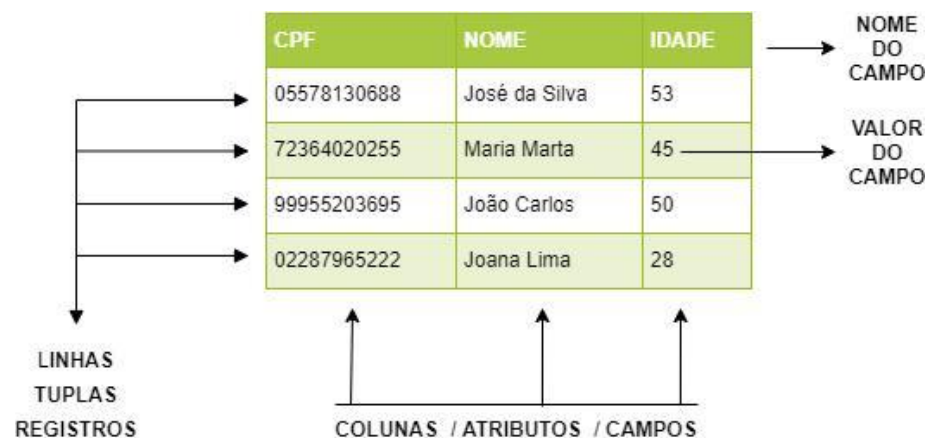 CPF NOME IDADE
05578130688 José da Silva 53
72364020255 Maria Marta 45
99955203695 João Carlos 50
02287965222 Joana Lima 28
NOME
DO
CAMPO
VALOR
DO
CAMPO
LINHAS
TUPLAS
REGISTROS
COLUNAS / ATRIBUTOS / CAMPOS